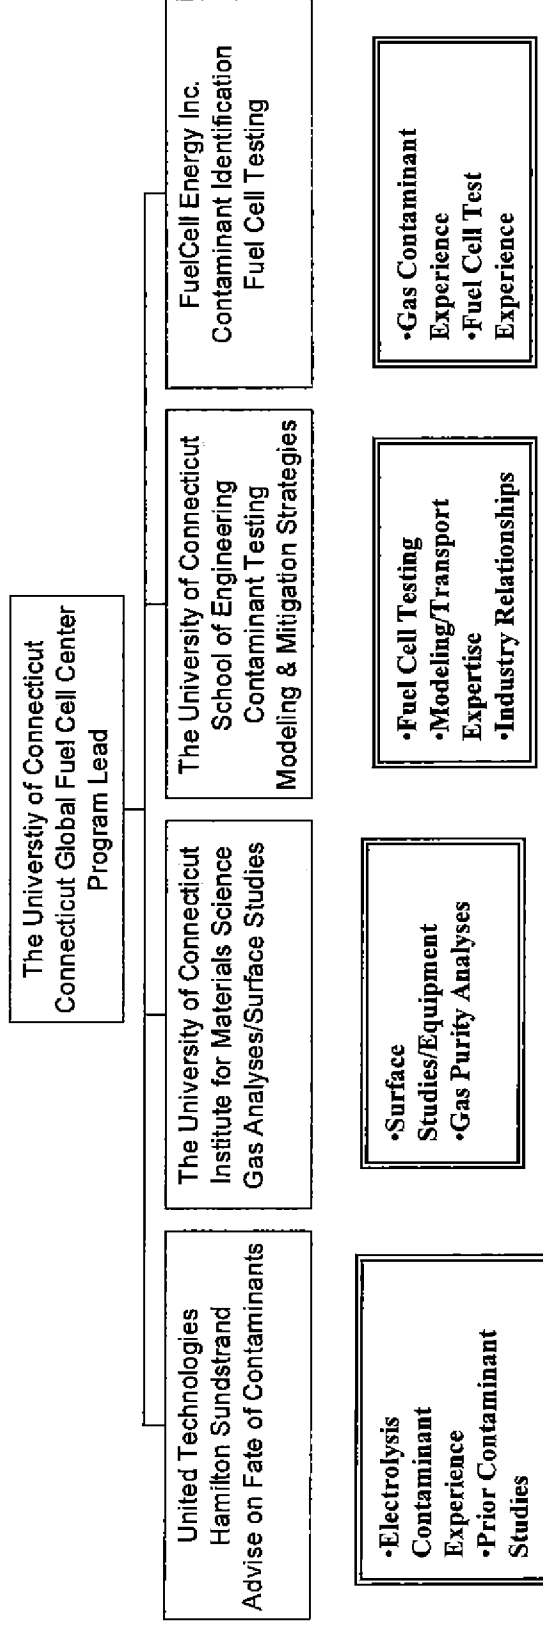 The Universtiy of Connecticut
Connecticut Global Fuel Cell Center
Program Lead
United Technologies
Hamilton Sundstrand
Advise on Fate of Contaminants
The University of Connecticut
Institute for Materials Science
Gas Analyses/Surface Studies
The University of Connecticut
School of Engineering
Contaminant Testing
Modeling & Mitigation Strategies
FuelCell Energy Inc.
Contaminant Identification
Fuel Cell Testing
•Electrolysis
Contaminant
Experience
•Prior Contaminant
Studies
•Surface
Studies/Equipment
•Gas Purity Analyses
•Fuel Cell Testing
•Modeling/Transport
Expertise
•Industry Relationships
•Gas Contaminant
Experience
•Fuel Cell Test
Experience